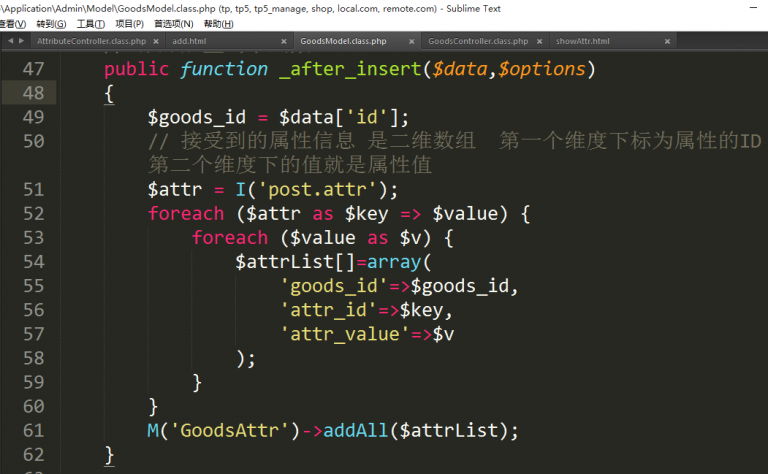 \Application\Admin\Model\GoodsModel.class.php (tp, tp5, tp5_manage, shop, local.com, remote.com) - Sublime Text
查看(V) 转到(G) 工具(T) 项目(P) 首选项(N) 帮助(H)
AttributeController.class.php add.html GoodsModel.class.php GoodsController.class.php showAttr.html
47 public function _after_insert($data,$options)
48 {
49 $goods_id = $data['id'];
50 // 接受到的属性信息 是二维数组 第一个维度下标为属性的ID
第二个维度下的值就是属性值
51 $attr = I('post.attr');
52 foreach ($attr as $key => $value) {
53 foreach ($value as $v) {
54 $attrList[]=array(
55 'goods_id'=>$goods_id,
56 'attr_id'=>$key,
57 'attr_value'=>$v
58 );
59 }
60 }
61 M('GoodsAttr')->addAll($attrList);
62 }